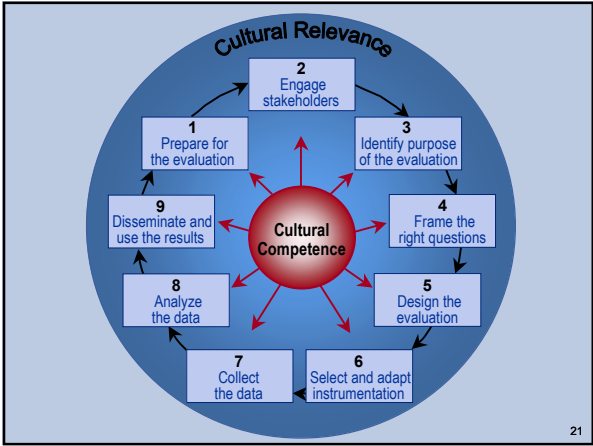 Cultural Relevance
1
Prepare for
the evaluation
2
Engage
stakeholders
3
Identify purpose
of the evaluation
4
Frame the
right questions
5
Design the
evaluation
6
Select and adapt
instrumentation
7
Collect
the data
8
Analyze
the data
9
Disseminate and
use the results
Cultural
Competence
21